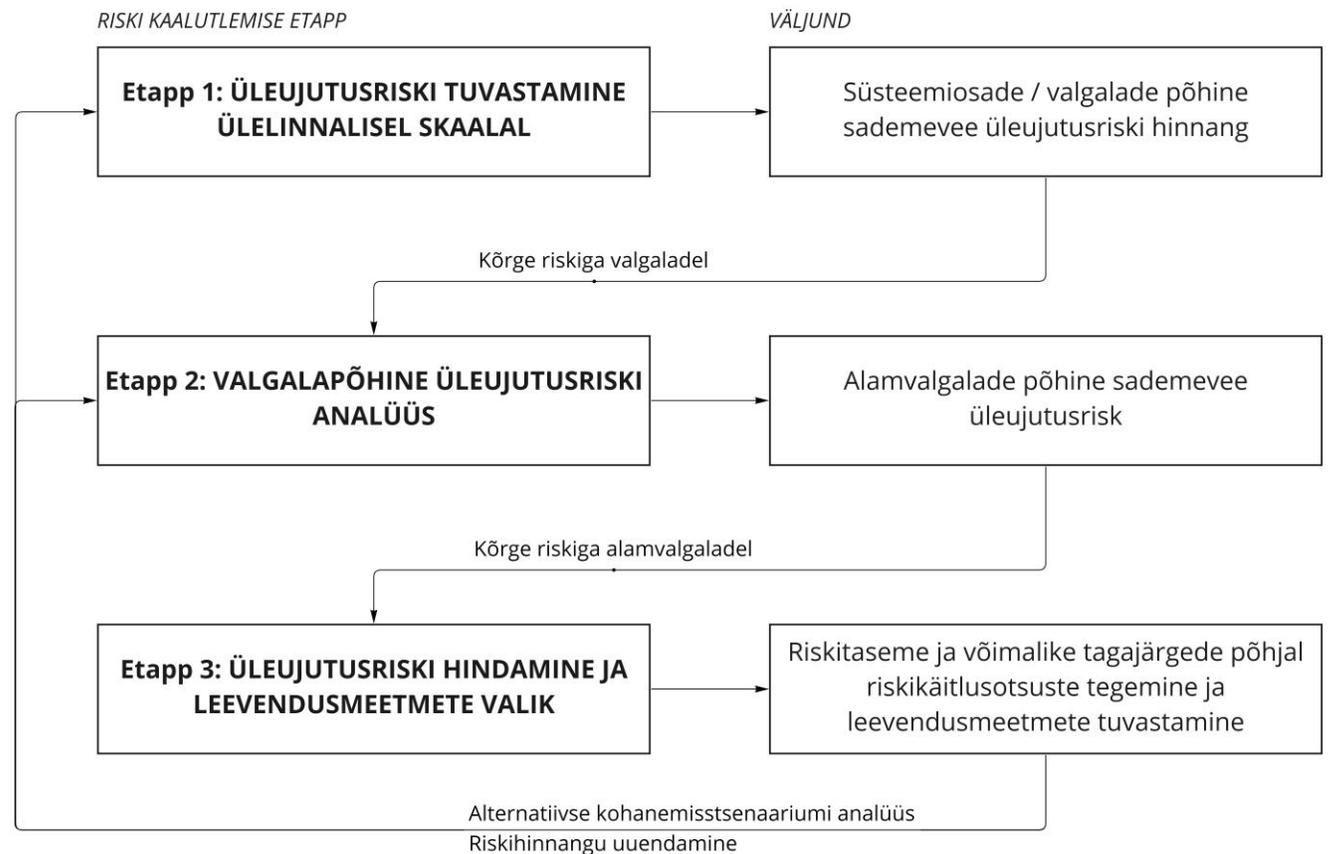 RISKI KAALUTLEMISE ETAPP
VÄLJUND
Etapp 1: ÜLEUJUTUSRISKI TUVASTAMINE
ÜLELINNALISEL SKAALAL
Süsteemiosade / valgalade põhine
sademevee üleujutusriski hinnang
Kõrge riskiga valgaladel
Etapp 2: VALGALAPÕHINE ÜLEUJUTUSRISKI
ANALÜÜS
Alamvalgalade põhine sademevee
üleujutusrisk
Kõrge riskiga alamvalgaladel
Etapp 3: ÜLEUJUTUSRISKI HINDAMINE JA
LEEVENDUSMEETMETE VALIK
Riskitaseme ja võimalike tagajärgede põhjal
riskikäitlusotsuste tegemine ja
leevendusmeetmete tuvastamine
Alternatiivse kohanemisstsenaariumi analüüs
Riskihinnangu uuendamine